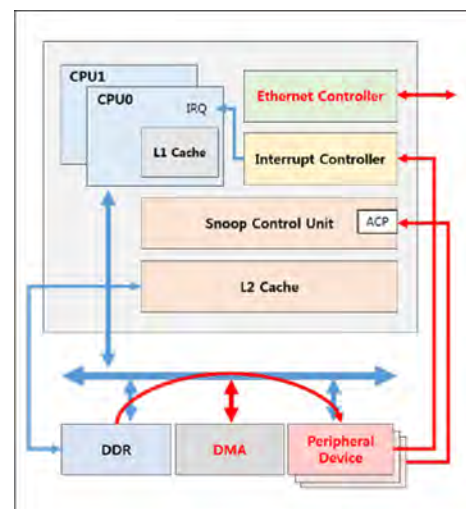 CPU1
CPU0
IRQ
L1 Cache
Ethernet Controller
Interrupt Controller
Snoop Control Unit
ACP
L2 Cache
DDR
DMA
Peripheral
Device